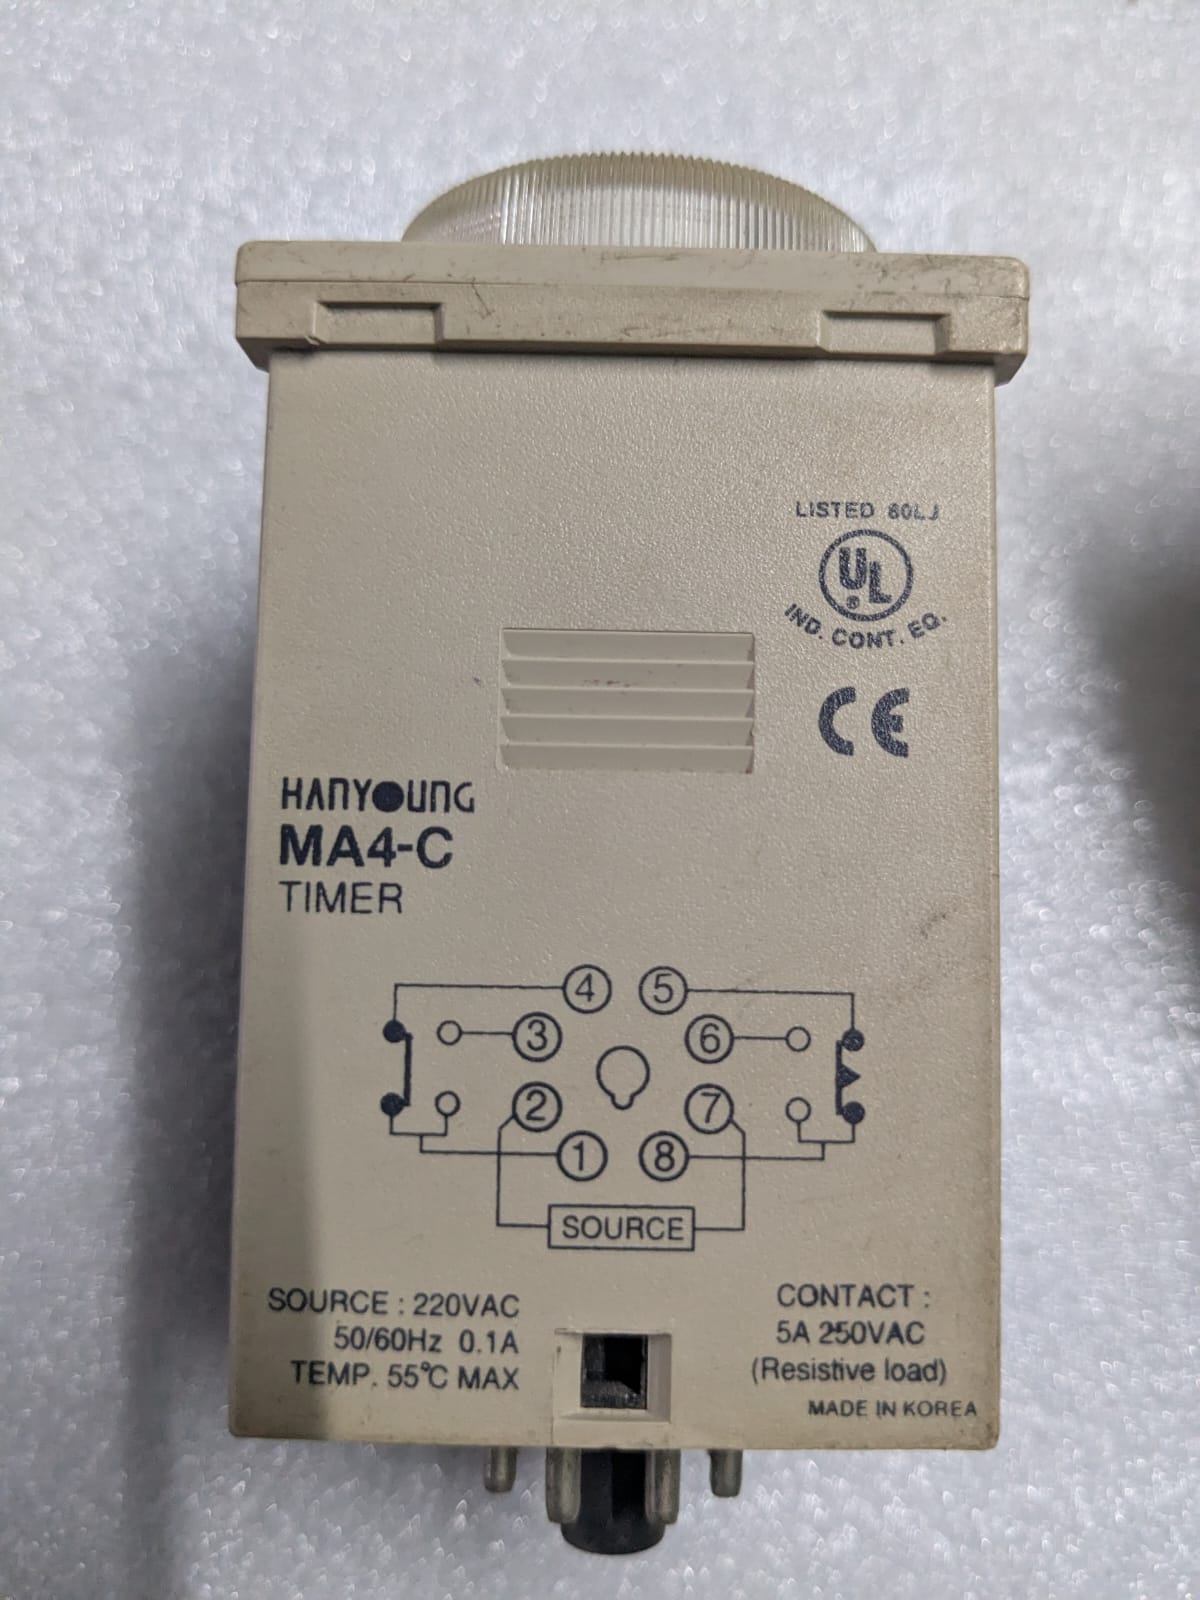 LISTED 80LJ
UL
®
IND. CONT. EQ.
CE
HANYOUNG
MA4-C
TIMER
4 5
3 6
2 7
1 8
SOURCE
SOURCE : 220VAC
50/60Hz 0.1A
TEMP. 55°C MAX
CONTACT :
5A 250VAC
(Resistive load)
MADE IN KOREA